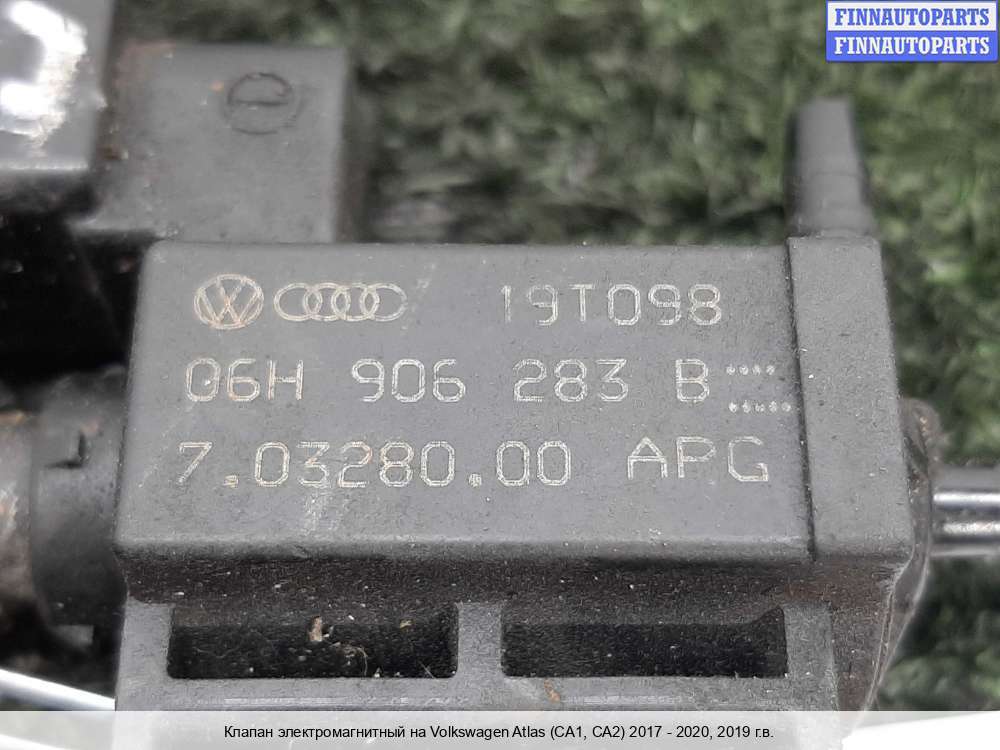 FINNAUTOPARTS
FINNAUTOPARTS
19T098
06H 906 283 B
7.03280.00 APG
Клапан электромагнитный на Volkswagen Atlas (CA1, CA2) 2017 - 2020, 2019 г.в.